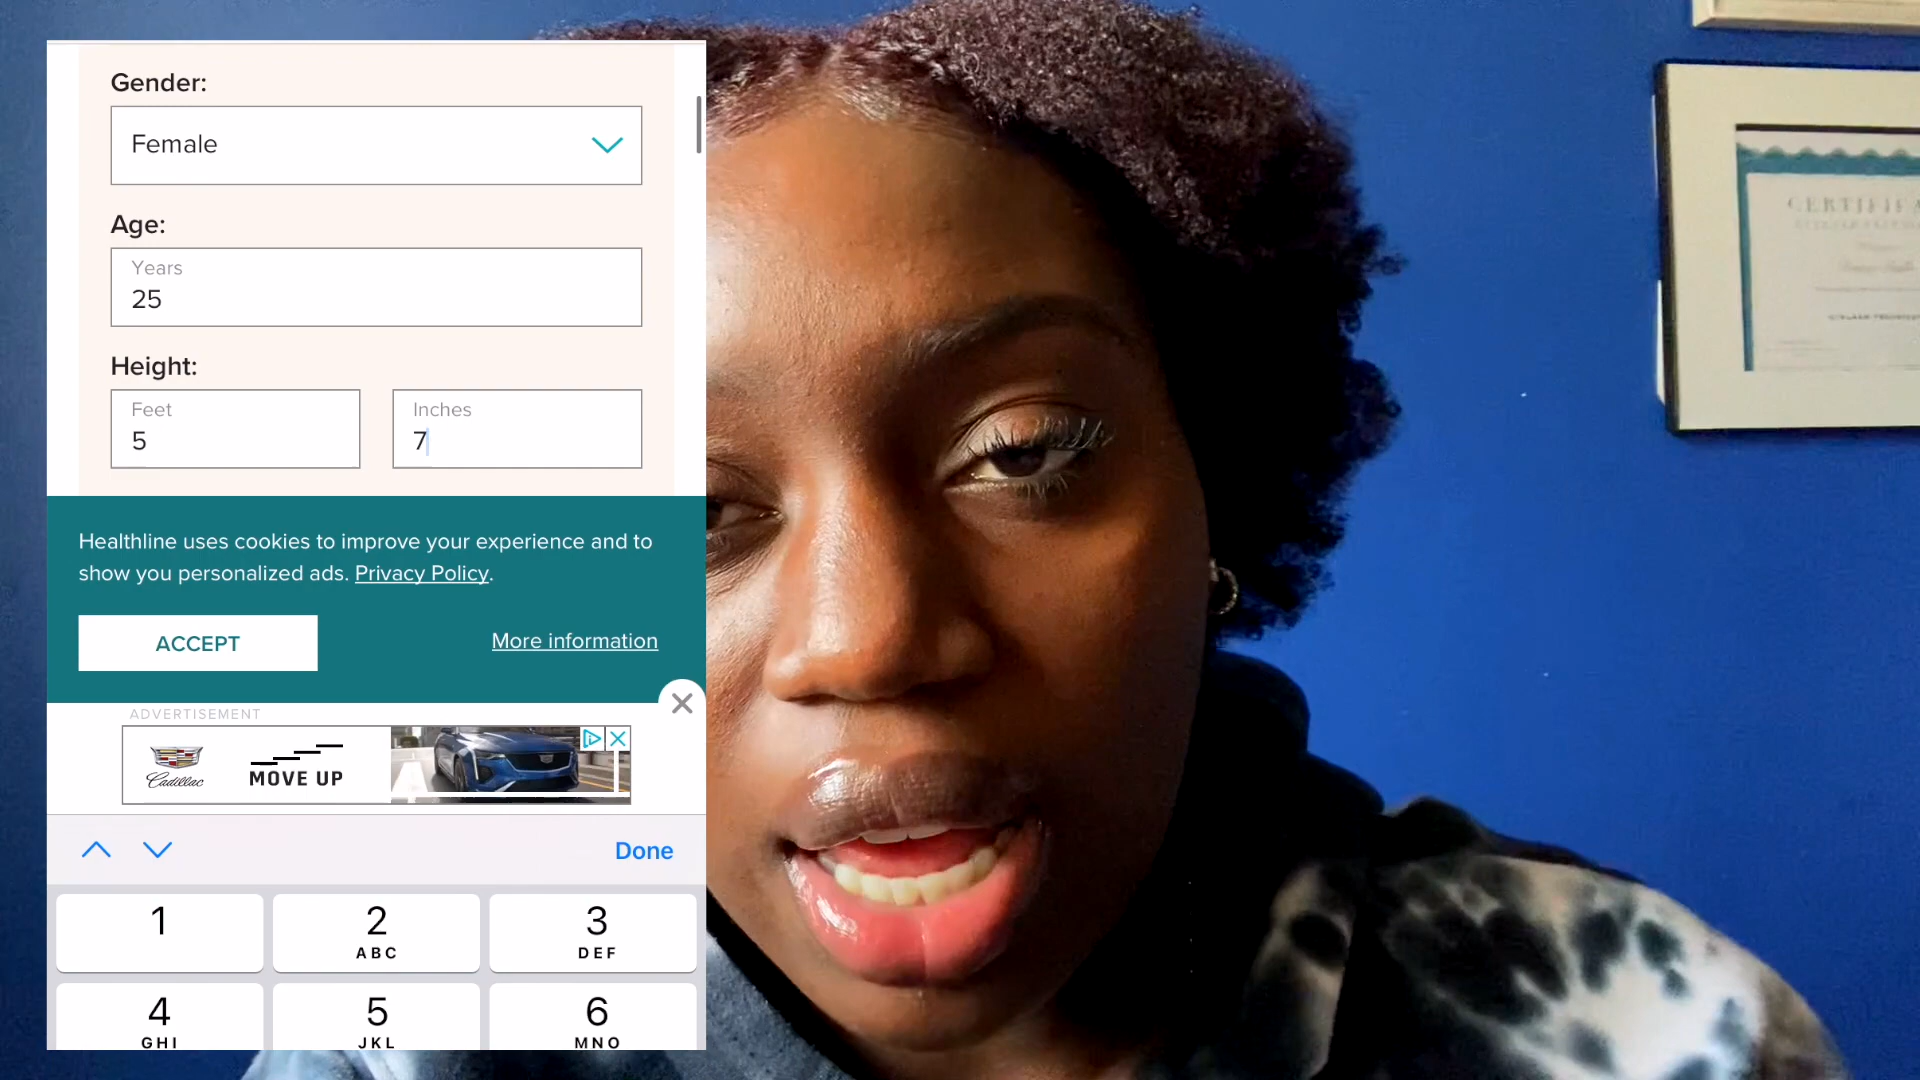 Gender:
Female
Age:
Years
25
Height:
Feet
5
Inches
7
Healthline uses cookies to improve your experience and to
show you personalized ads. Privacy Policy.
ACCEPT
More information
ADVERTISEMENT
Cadillac
MOVE UP
Done
1
2
ABC
3
DEF
4
GHI
5
JKL
6
MNO
CERTIFICA